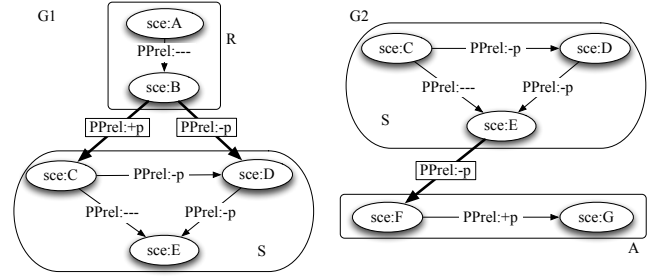 G1
sce:A
PPrel:---
R
sce:B
PPrel:+p
PPrel:-p
sce:C
PPrel:-p
sce:D
PPrel:---
PPrel:-p
sce:E
S
G2
sce:C
PPrel:-p
sce:D
PPrel:---
PPrel:-p
S
sce:E
PPrel:-p
sce:F
PPrel:+p
sce:G
A